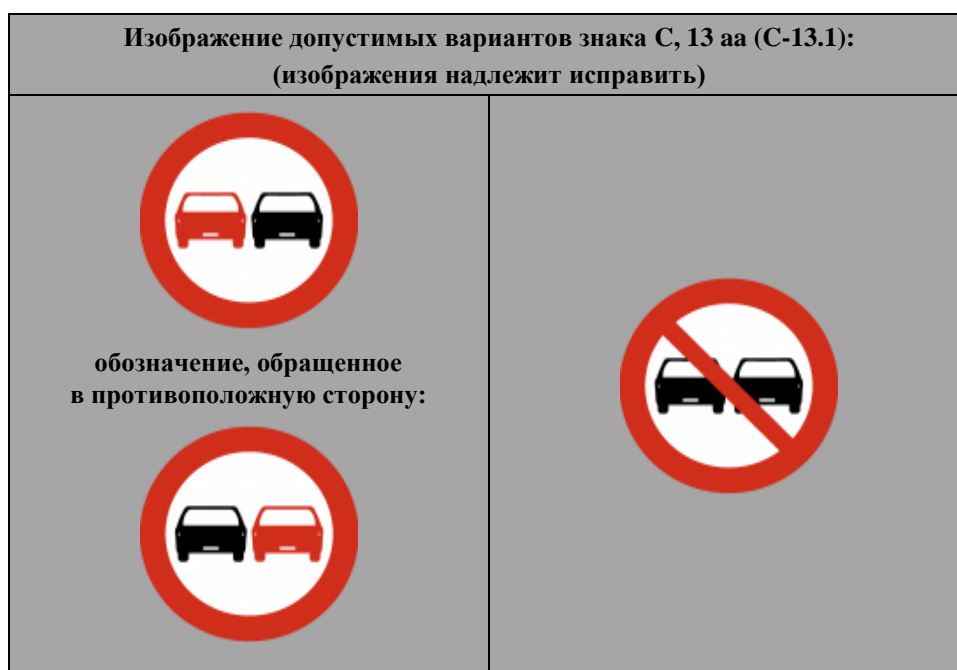 Изображение допустимых вариантов знака C, 13 aa (C-13.1):
(изображения надлежит исправить)
обозначение, обращенное
в противоположную сторону: